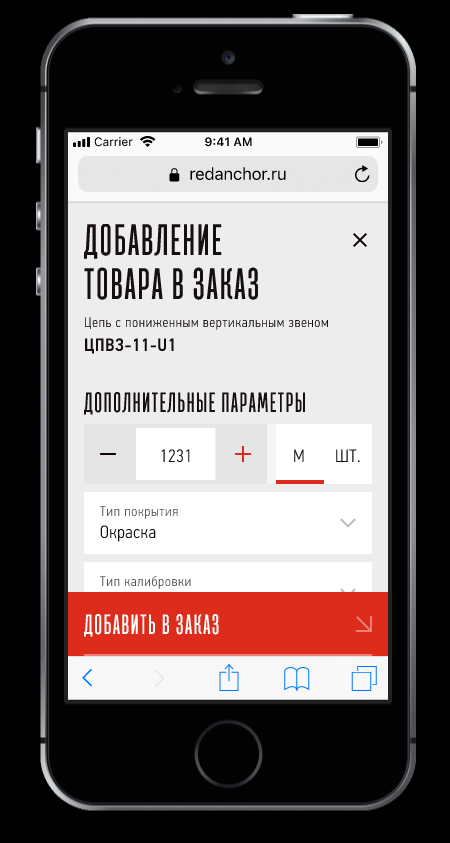 Carrier 9:41 AM
redanchor.ru
ДОБАВЛЕНИЕ
ТОВАРА В ЗАКАЗ
Цепь с пониженным вертикальным звеном
ЦПВЗ-11-U1
ДОПОЛНИТЕЛЬНЫЕ ПАРАМЕТРЫ
− 1231 + М ШТ.
Тип покрытия
Окраска
Тип калибровки
ДОБАВИТЬ В ЗАКАЗ